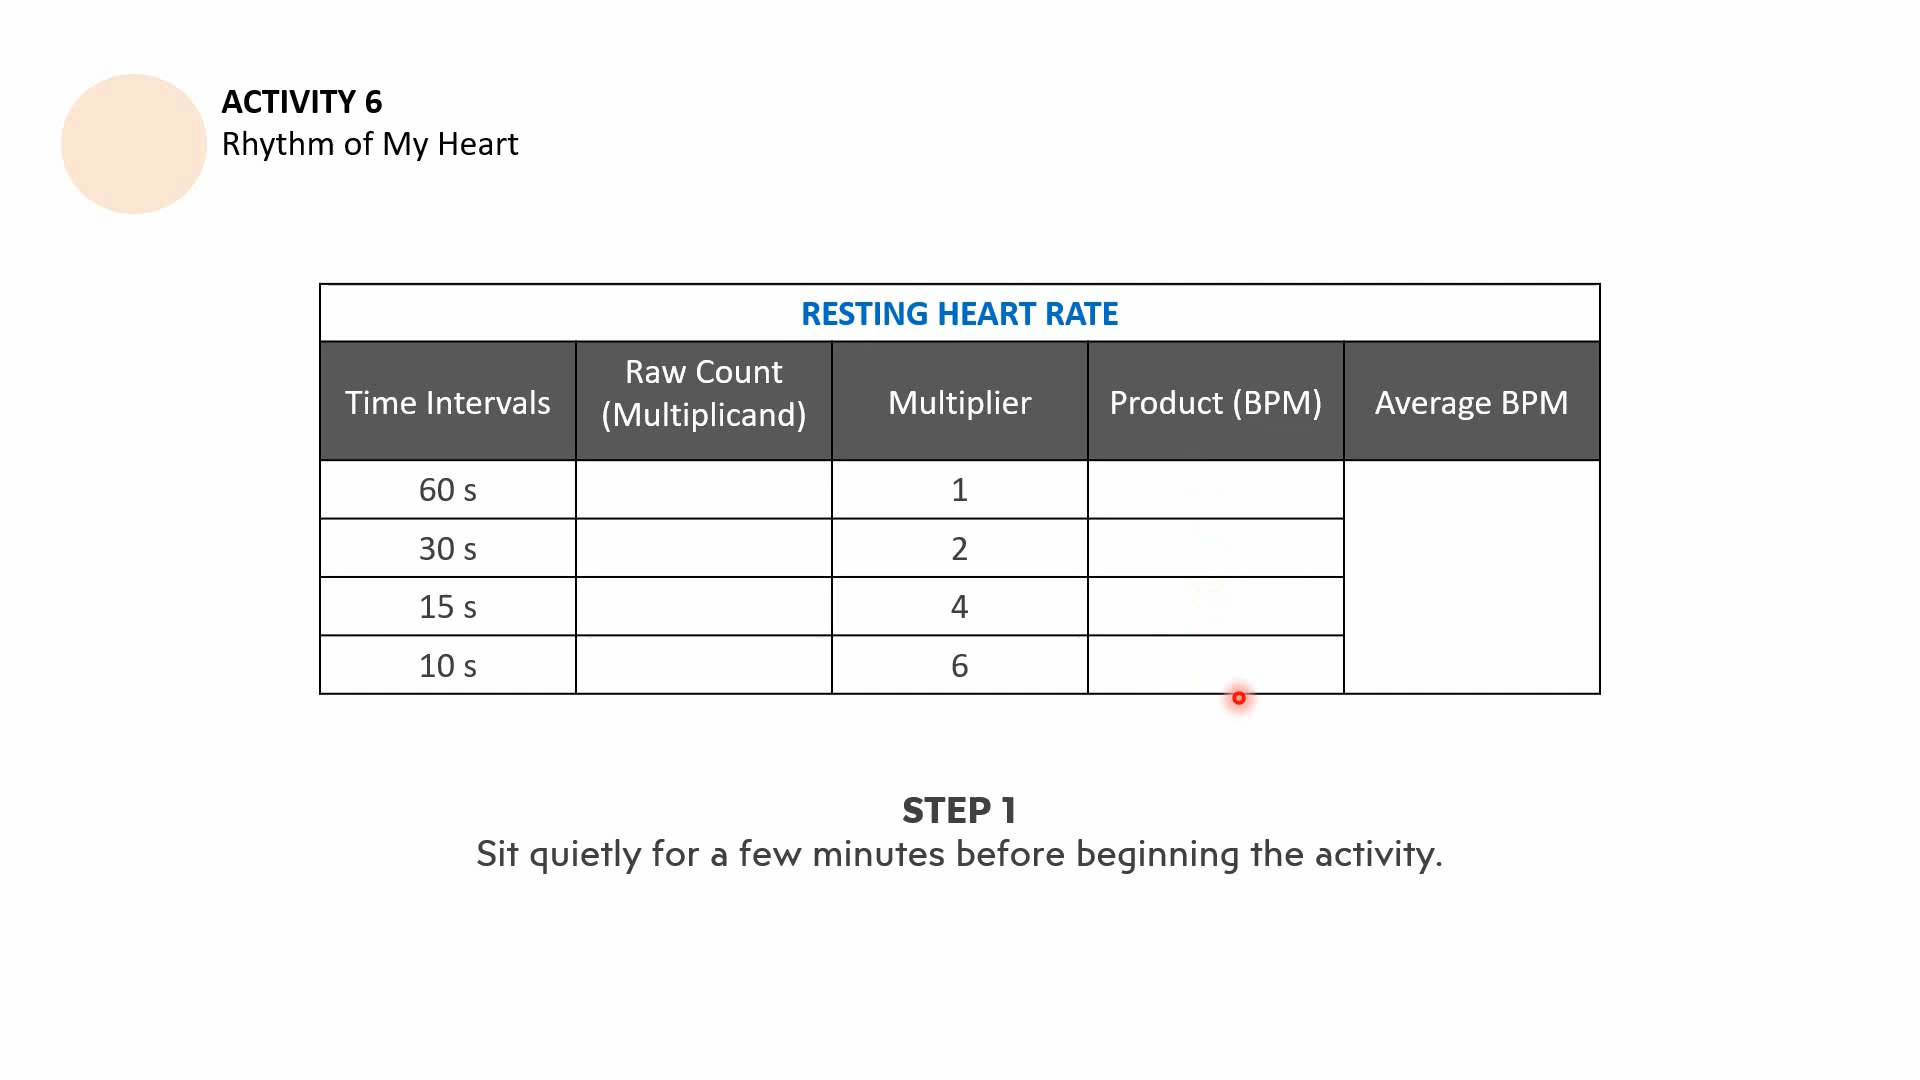 ACTIVITY 6
Rhythm of My Heart
RESTING HEART RATE
Time Intervals
Raw Count
(Multiplicand)
Multiplier
Product (BPM)
Average BPM
60 s
1
30 s
2
15 s
4
10 s
6
STEP 1
Sit quietly for a few minutes before beginning the activity.